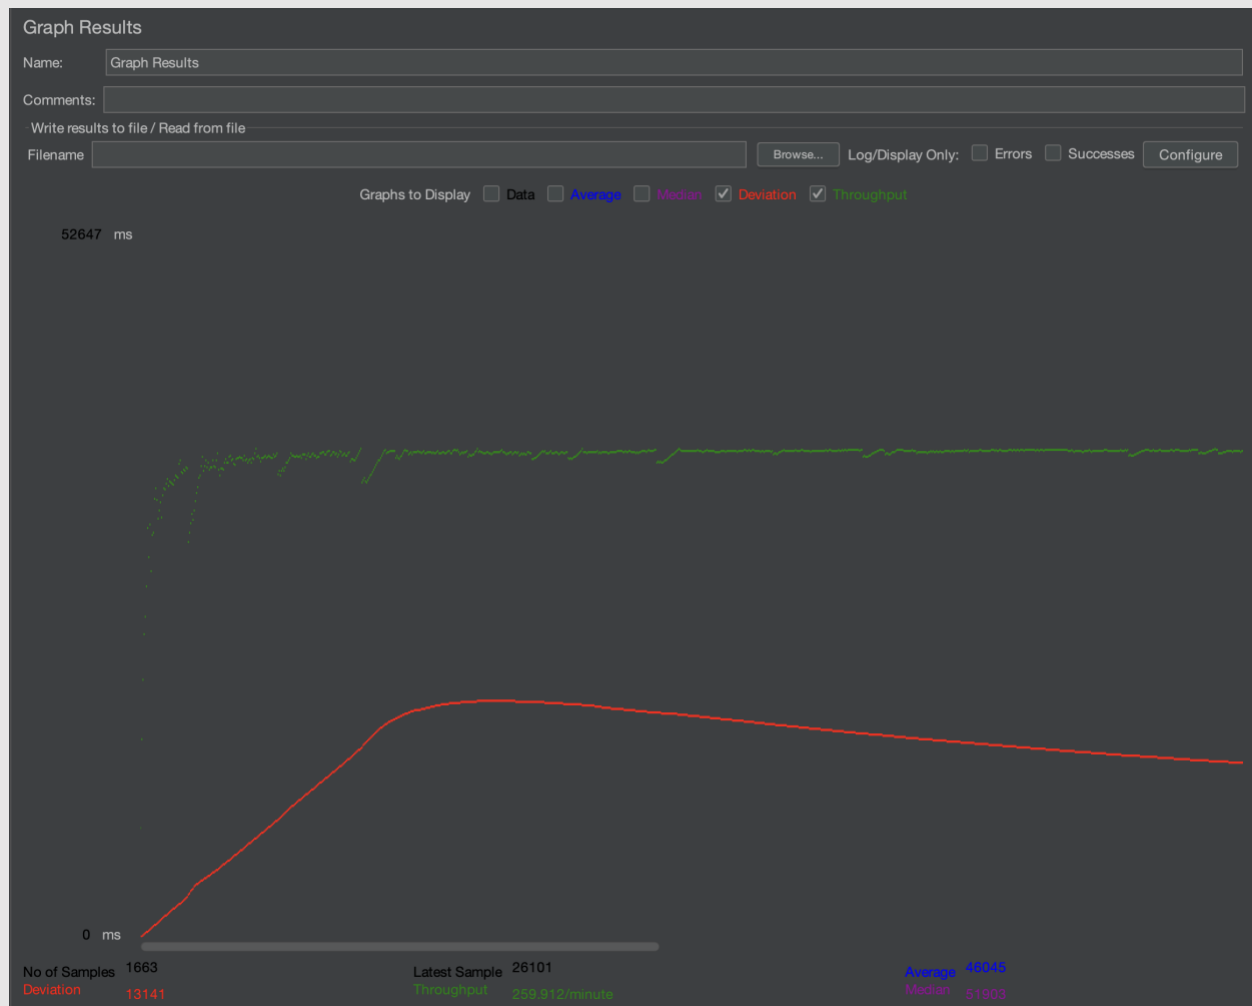 Graph Results
Name: Graph Results
Comments:
Write results to file / Read from file
Filename Browse... Log/Display Only: Errors Successes Configure
Graphs to Display Data Average Median Deviation Throughput
52647 ms
0 ms
No of Samples 1663 Latest Sample 26101 Average 46045
Deviation 13141 Throughput 259.912/minute Median 51903